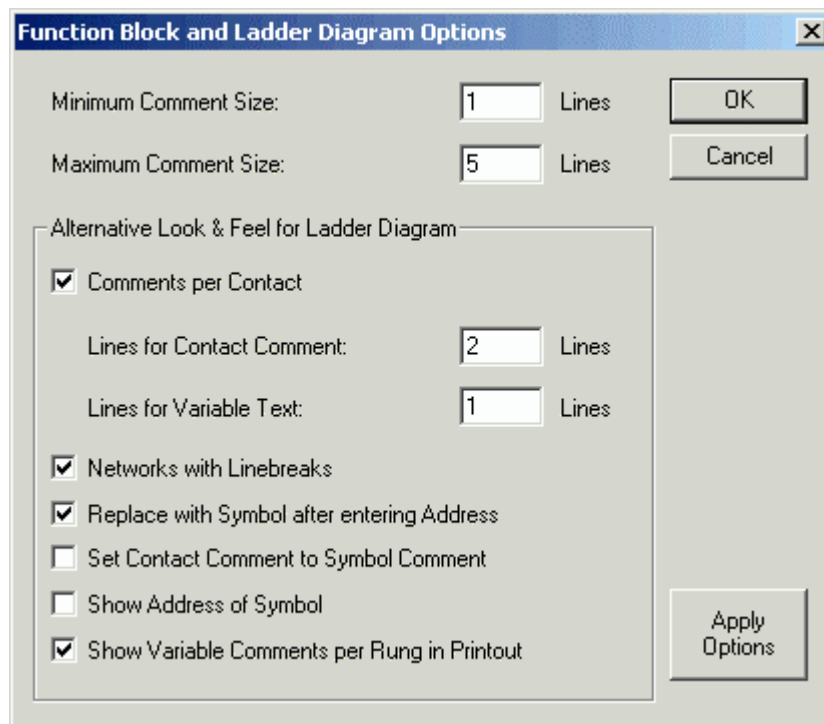 Function Block and Ladder Diagram Options
Minimum Comment Size: 1 Lines OK
Maximum Comment Size: 5 Lines Cancel
Alternative Look & Feel for Ladder Diagram
Comments per Contact
Lines for Contact Comment: 2 Lines
Lines for Variable Text: 1 Lines
Networks with Linebreaks
Replace with Symbol after entering Address
Set Contact Comment to Symbol Comment
Show Address of Symbol
Show Variable Comments per Rung in Printout
Apply
Options